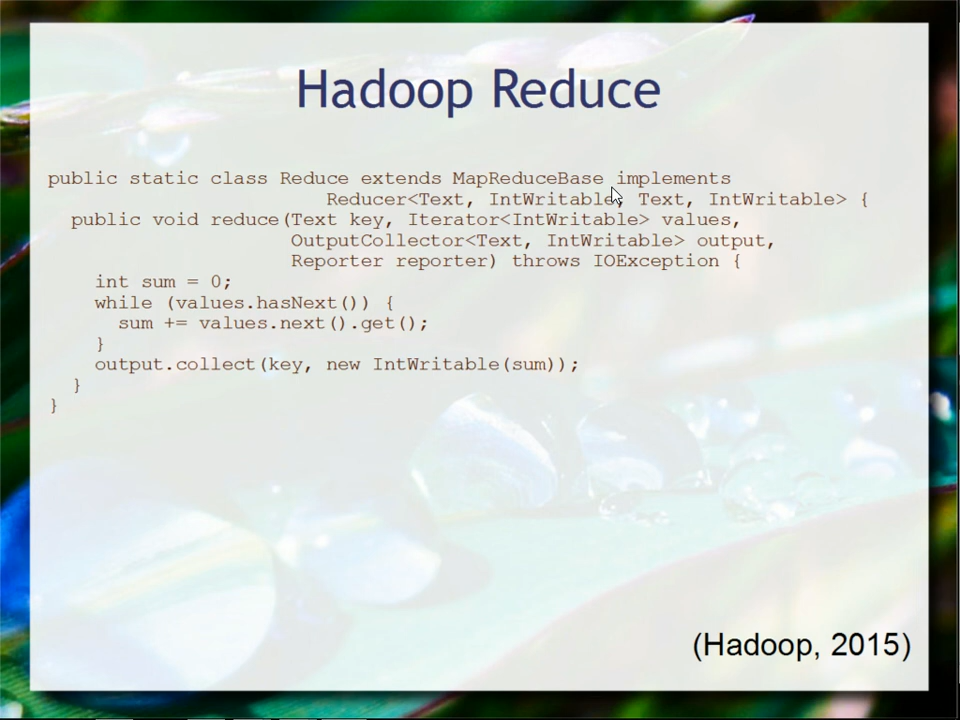 Hadoop Reduce
public static class Reduce extends MapReduceBase implements
Reducer<Text, IntWritable, Text, IntWritable> {
public void reduce(Text key, Iterator<IntWritable> values,
OutputCollector<Text, IntWritable> output,
Reporter reporter) throws IOException {
int sum = 0;
while (values.hasNext()) {
sum += values.next().get();
}
output.collect(key, new IntWritable(sum));
}
}
(Hadoop, 2015)